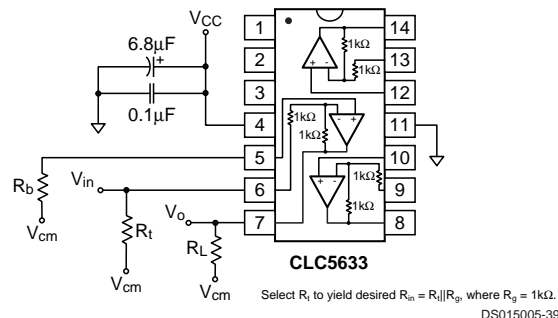 VCC
6.8µF
+
0.1µF
1
2
3
4
5
6
7
14
13
12
11
10
9
8
1kΩ
1kΩ
+ -
1kΩ
1kΩ
+ -
1kΩ
1kΩ
+ -
Rb
Vcm
Vin
Rt
Vcm
Vo
RL
Vcm
CLC5633
Select Rt to yield desired Rin = Rt||Rg, where Rg = 1kΩ.
DS015005-39